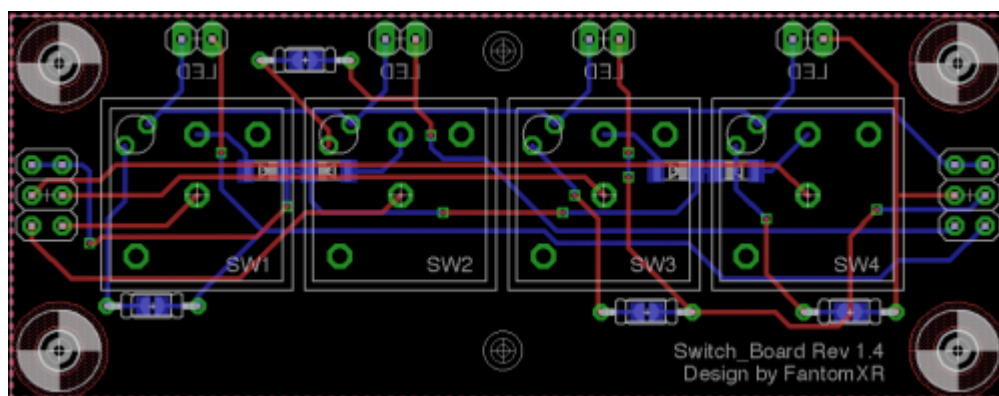 LED
LED
LED
LED
SW1
SW2
SW3
SW4
Switch_Board Rev 1.4
Design by FantomXR